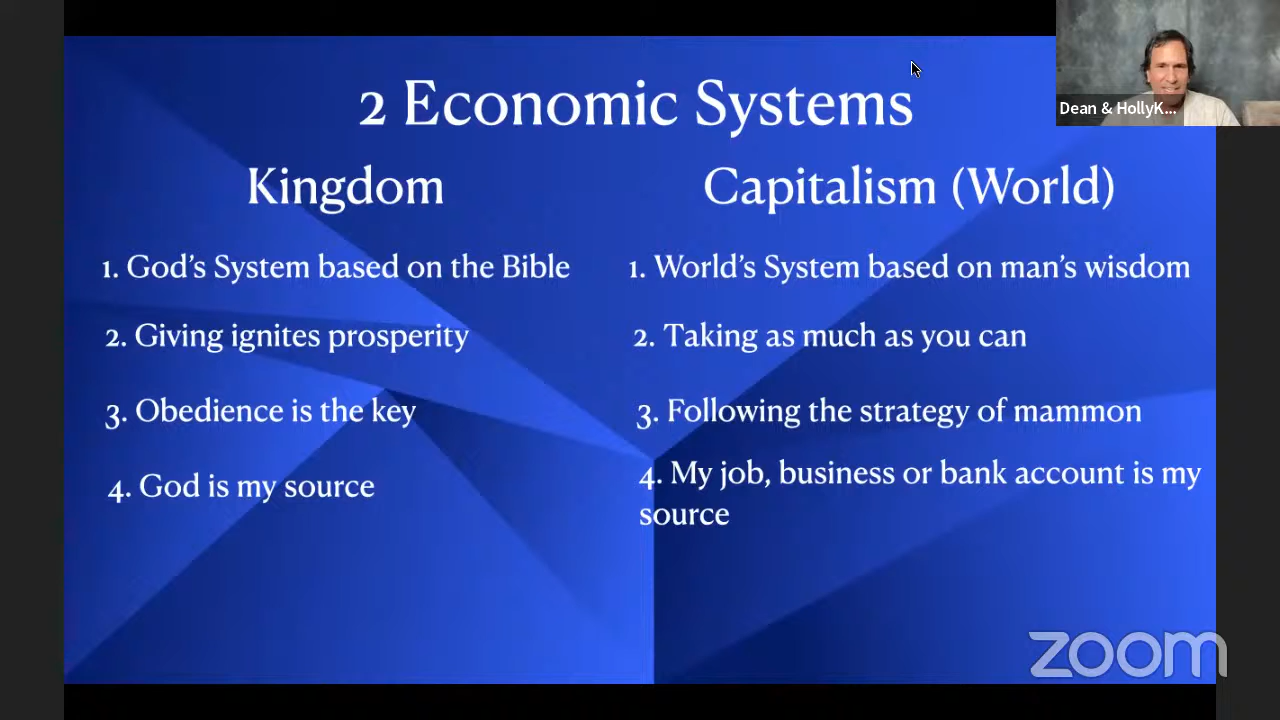 2 Economic Systems
Kingdom
Capitalism (World)
1. God's System based on the Bible
2. Giving ignites prosperity
3. Obedience is the key
4. God is my source
1. World's System based on man's wisdom
2. Taking as much as you can
3. Following the strategy of mammon
4. My job, business or bank account is my
source
Dean & HollyK...
zoom